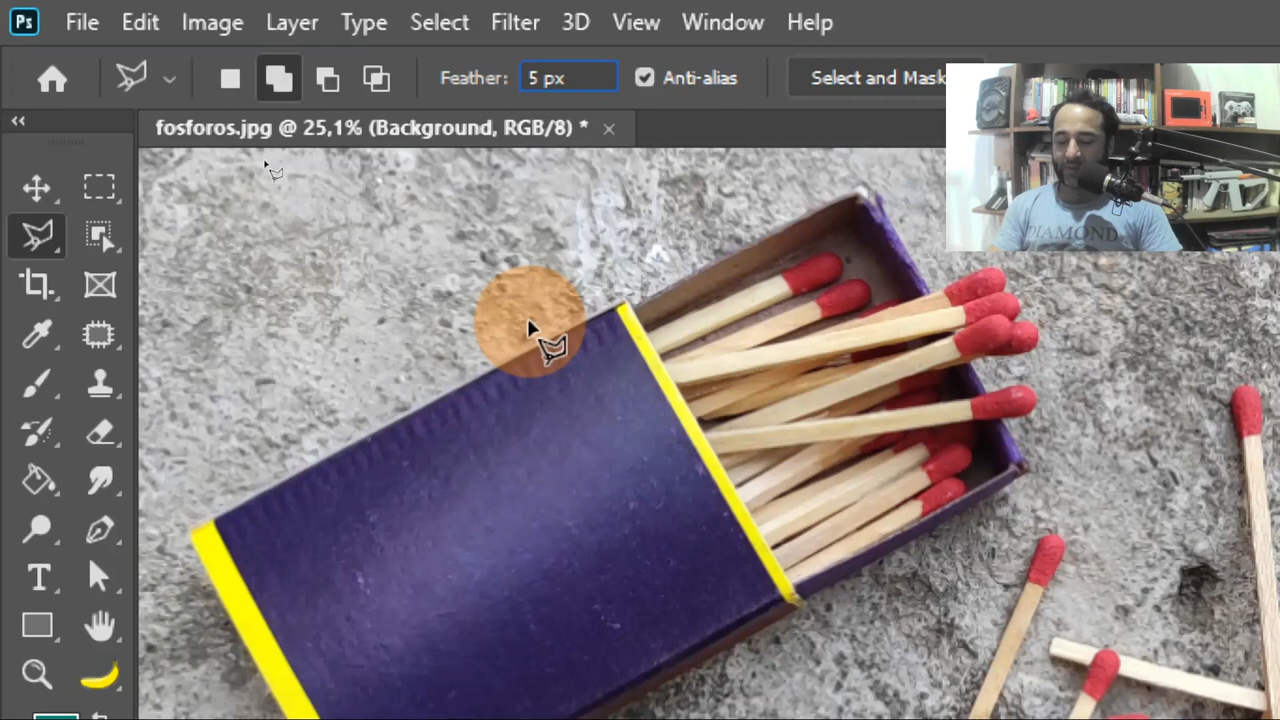 Ps File Edit Image Layer Type Select Filter 3D View Window Help
Feather: 5 px Anti-alias Select and Mask
fosforos.jpg @ 25,1% (Background, RGB/8) *
DIAMOND